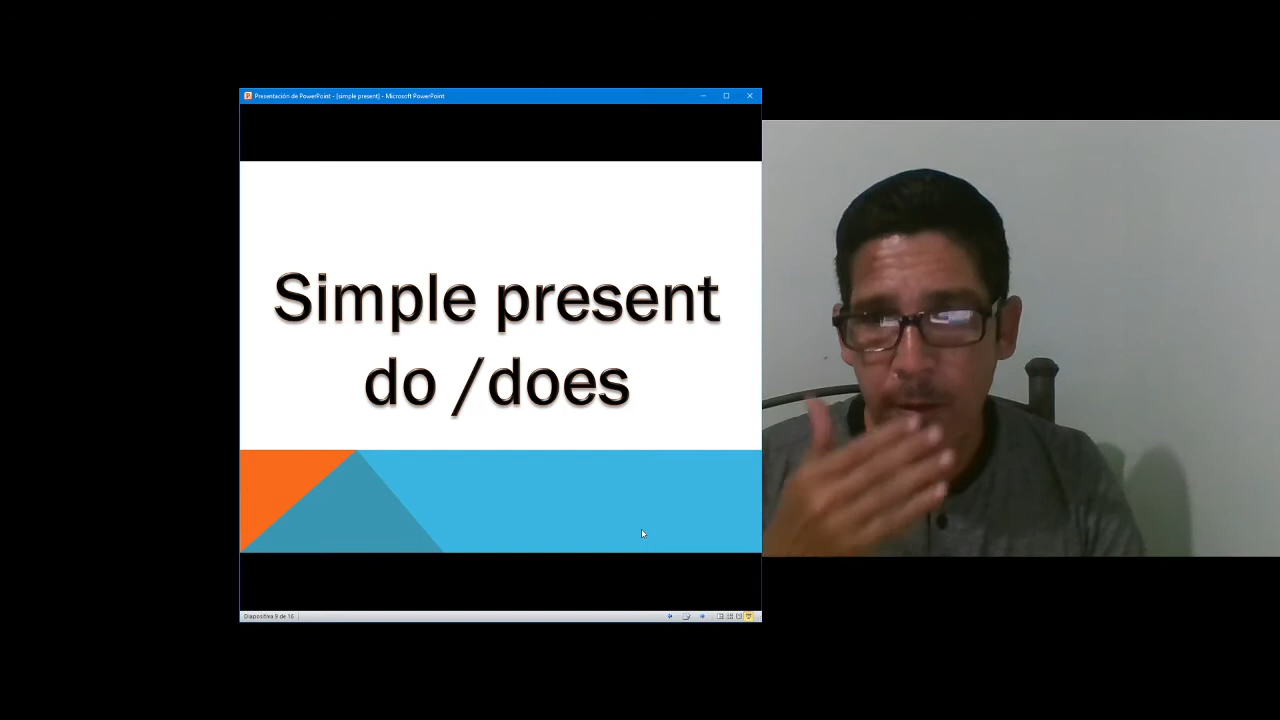 Presentación de PowerPoint - [simple present] - Microsoft PowerPoint
Simple present
do /does
Diapositiva 9 de 16